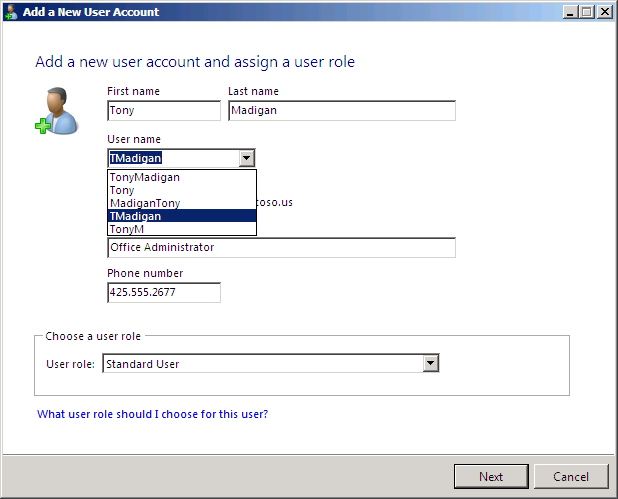 Add a New User Account
Add a new user account and assign a user role
First name Last name
Tony Madigan
User name
TMadigan
TonyMadigan
Tony
MadiganTony
TMadigan
TonyM
oso.us
Office Administrator
Phone number
425.555.2677
Choose a user role
User role: Standard User
What user role should I choose for this user?
Next Cancel